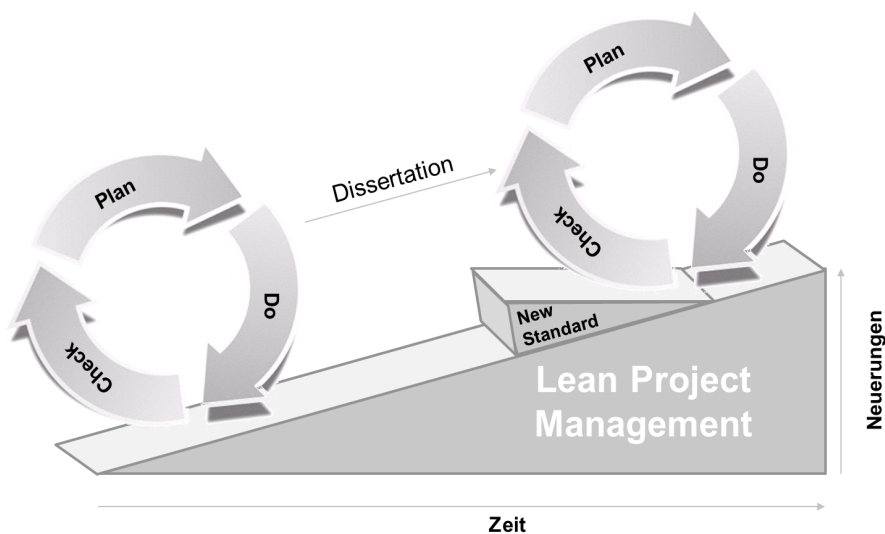 Plan
Do
Check
Dissertation
Plan
Do
Check
New
Standard
Lean Project
Management
Neuerungen
Zeit